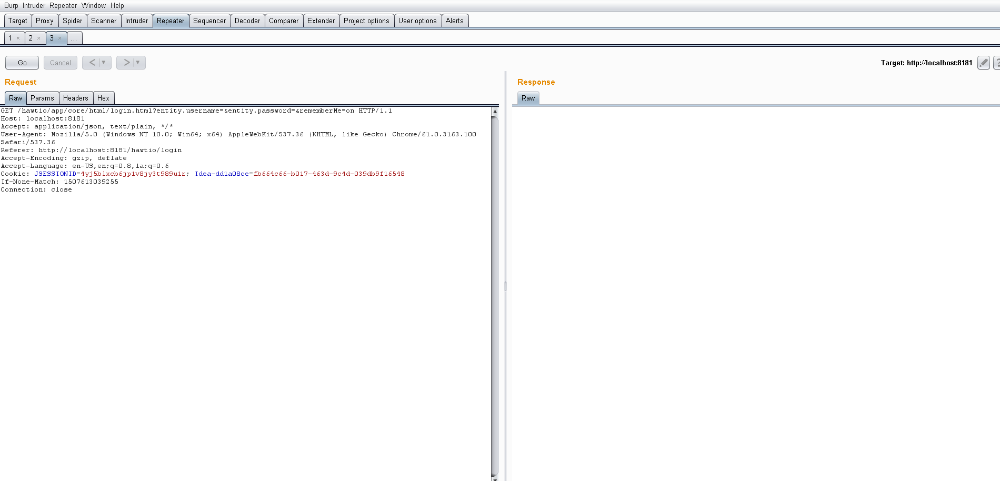 Burp Intruder Repeater Window Help
Target Proxy Spider Scanner Intruder Repeater Sequencer Decoder Comparer Extender Project options User options Alerts
1 × 2 × 3 × ...
Go Cancel < ▼ > ▼ Target: http://localhost:8181 ?
Request Response
Raw Params Headers Hex Raw
GET /hawtio/app/core/html/login.html?entity.username=&entity.password=&rememberMe=on HTTP/1.1
Host: localhost:8181
Accept: application/json, text/plain, */*
User-Agent: Mozilla/5.0 (Windows NT 10.0; Win64; x64) AppleWebKit/537.36 (KHTML, like Gecko) Chrome/61.0.3163.100
Safari/537.36
Referer: http://localhost:8181/hawtio/login
Accept-Encoding: gzip, deflate
Accept-Language: en-US,en;q=0.8,la;q=0.6
Cookie: JSESSIONID=4yj5blxcb6jp1v8jy3t989u1r; Idea-dd1a08ce=fb664c66-b017-463d-9c4d-039db9f16548
If-None-Match: 1507613039255
Connection: close